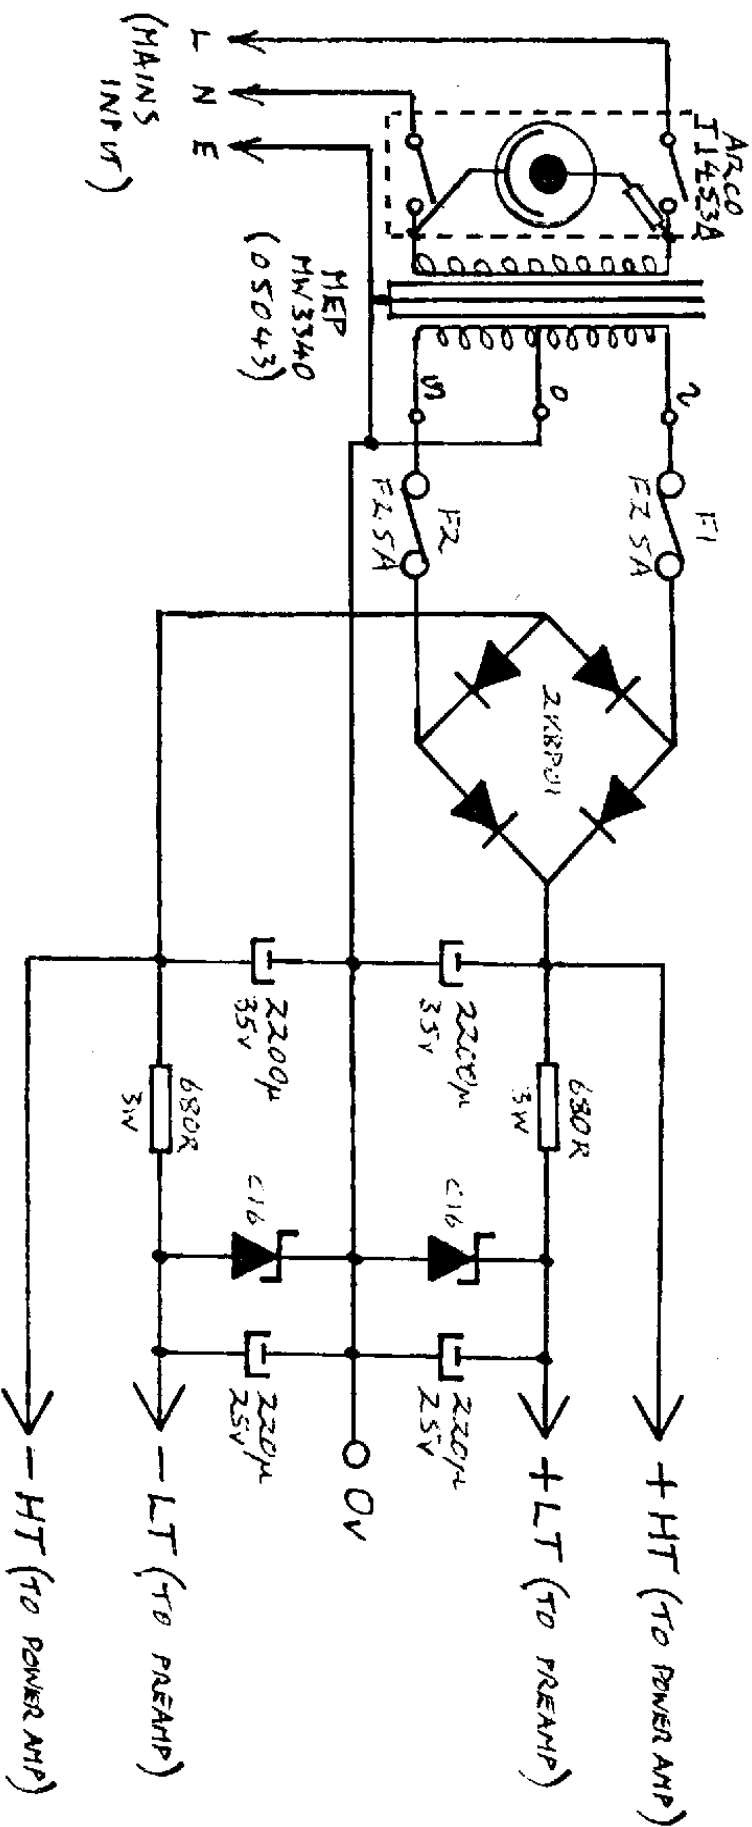 L
N
E
(MAINS
INPUT)
ARCO
T1453A
MEP
MW3340
(05043)
0
F1
F2.5A
F2
F2.5A
2KBP01
2200µ
35V
2200µ
35V
680R
3W
680R
3W
C16
C16
220µ
25V
220µ
25V
+HT (TO POWER AMP)
+LT (TO PREAMP)
0V
-LT (TO PREAMP)
-HT (TO POWER AMP)